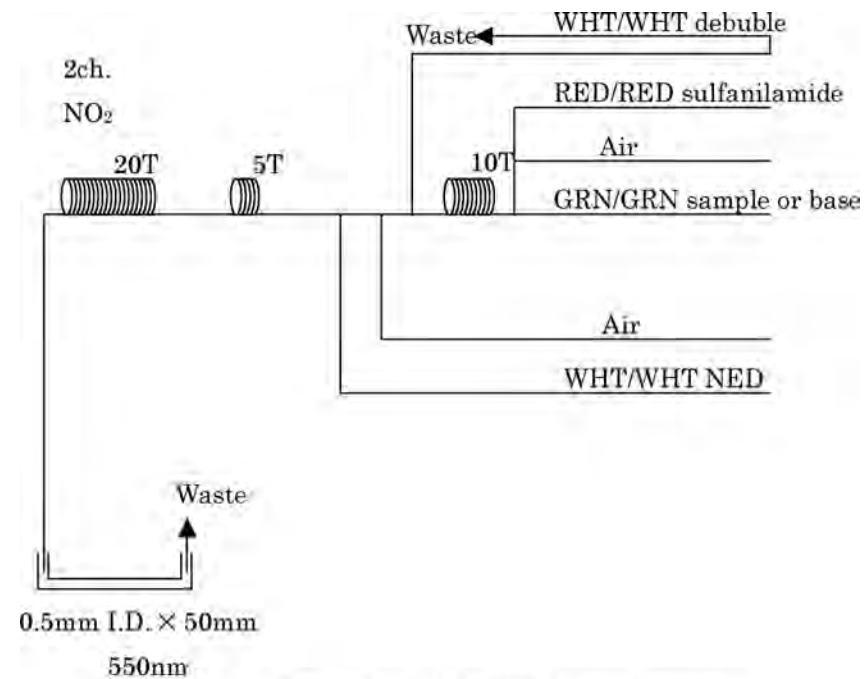 WHT/WHT debuble
Waste
2ch.
NO₂
RED/RED sulfanilamide
20T
5T
10T
Air
GRN/GRN sample or base
Air
WHT/WHT NED
Waste
0.5mm I.D.×50mm
550nm